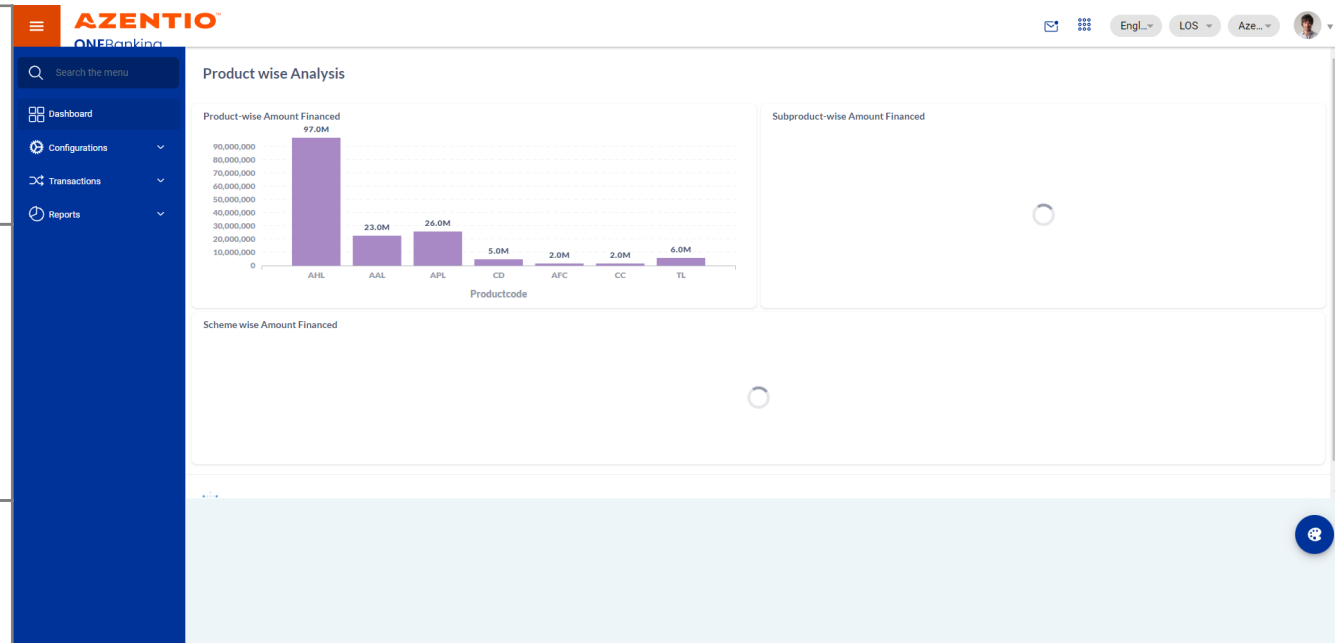 AZENTIO™
ONEBanking
Engl...
LOS
Aze...
Search the menu
Dashboard
Configurations
Transactions
Reports
Product wise Analysis
Product-wise Amount Financed
97.0M
90,000,000
80,000,000
70,000,000
60,000,000
50,000,000
40,000,000
30,000,000
20,000,000
10,000,000
0
23.0M
26.0M
5.0M
2.0M
2.0M
6.0M
AHL AAL APL CD AFC CC TL
Productcode
Subproduct-wise Amount Financed
Scheme wise Amount Financed